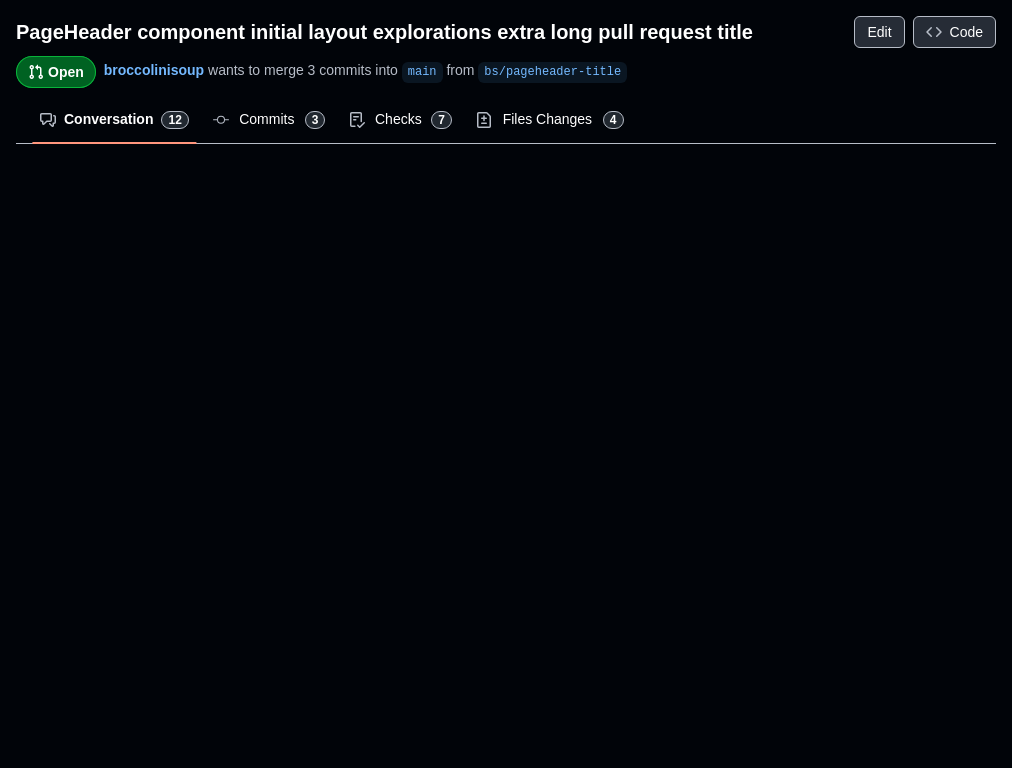 PageHeader component initial layout explorations extra long pull request title
Edit
Code
Open
broccolinisoup wants to merge 3 commits into main from bs/pageheader-title
Conversation 12 Commits 3 Checks 7 Files Changes 4